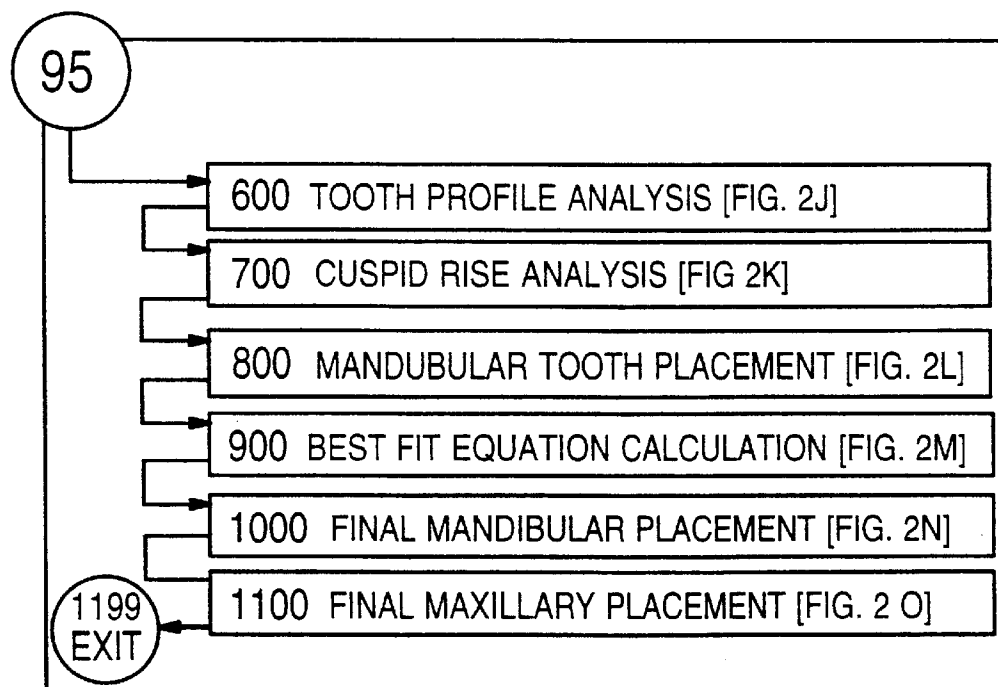 95
600 TOOTH PROFILE ANALYSIS [FIG. 2J]
700 CUSPID RISE ANALYSIS [FIG 2K]
800 MANDUBULAR TOOTH PLACEMENT [FIG. 2L]
900 BEST FIT EQUATION CALCULATION [FIG. 2M]
1000 FINAL MANDIBULAR PLACEMENT [FIG. 2N]
1100 FINAL MAXILLARY PLACEMENT [FIG. 2 O]
1199
EXIT